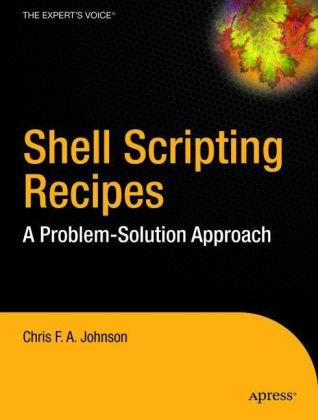 THE EXPERT'S VOICE®
Shell Scripting
Recipes
A Problem-Solution Approach
Chris F. A. Johnson
Apress®